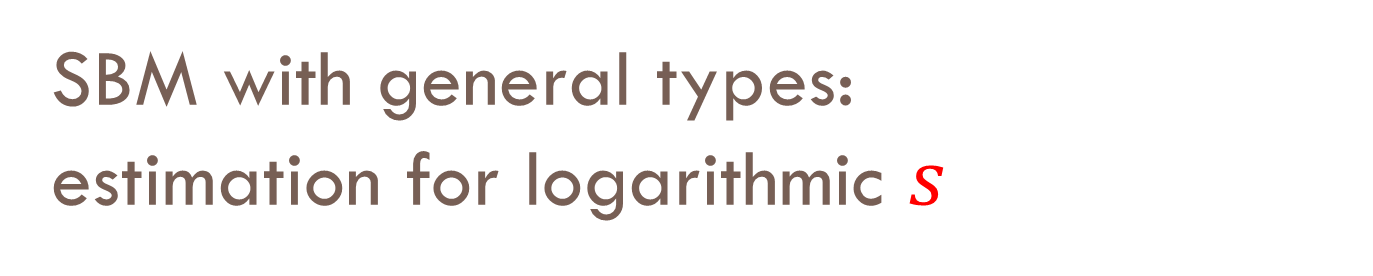 SBM with general types:
estimation for logarithmic s